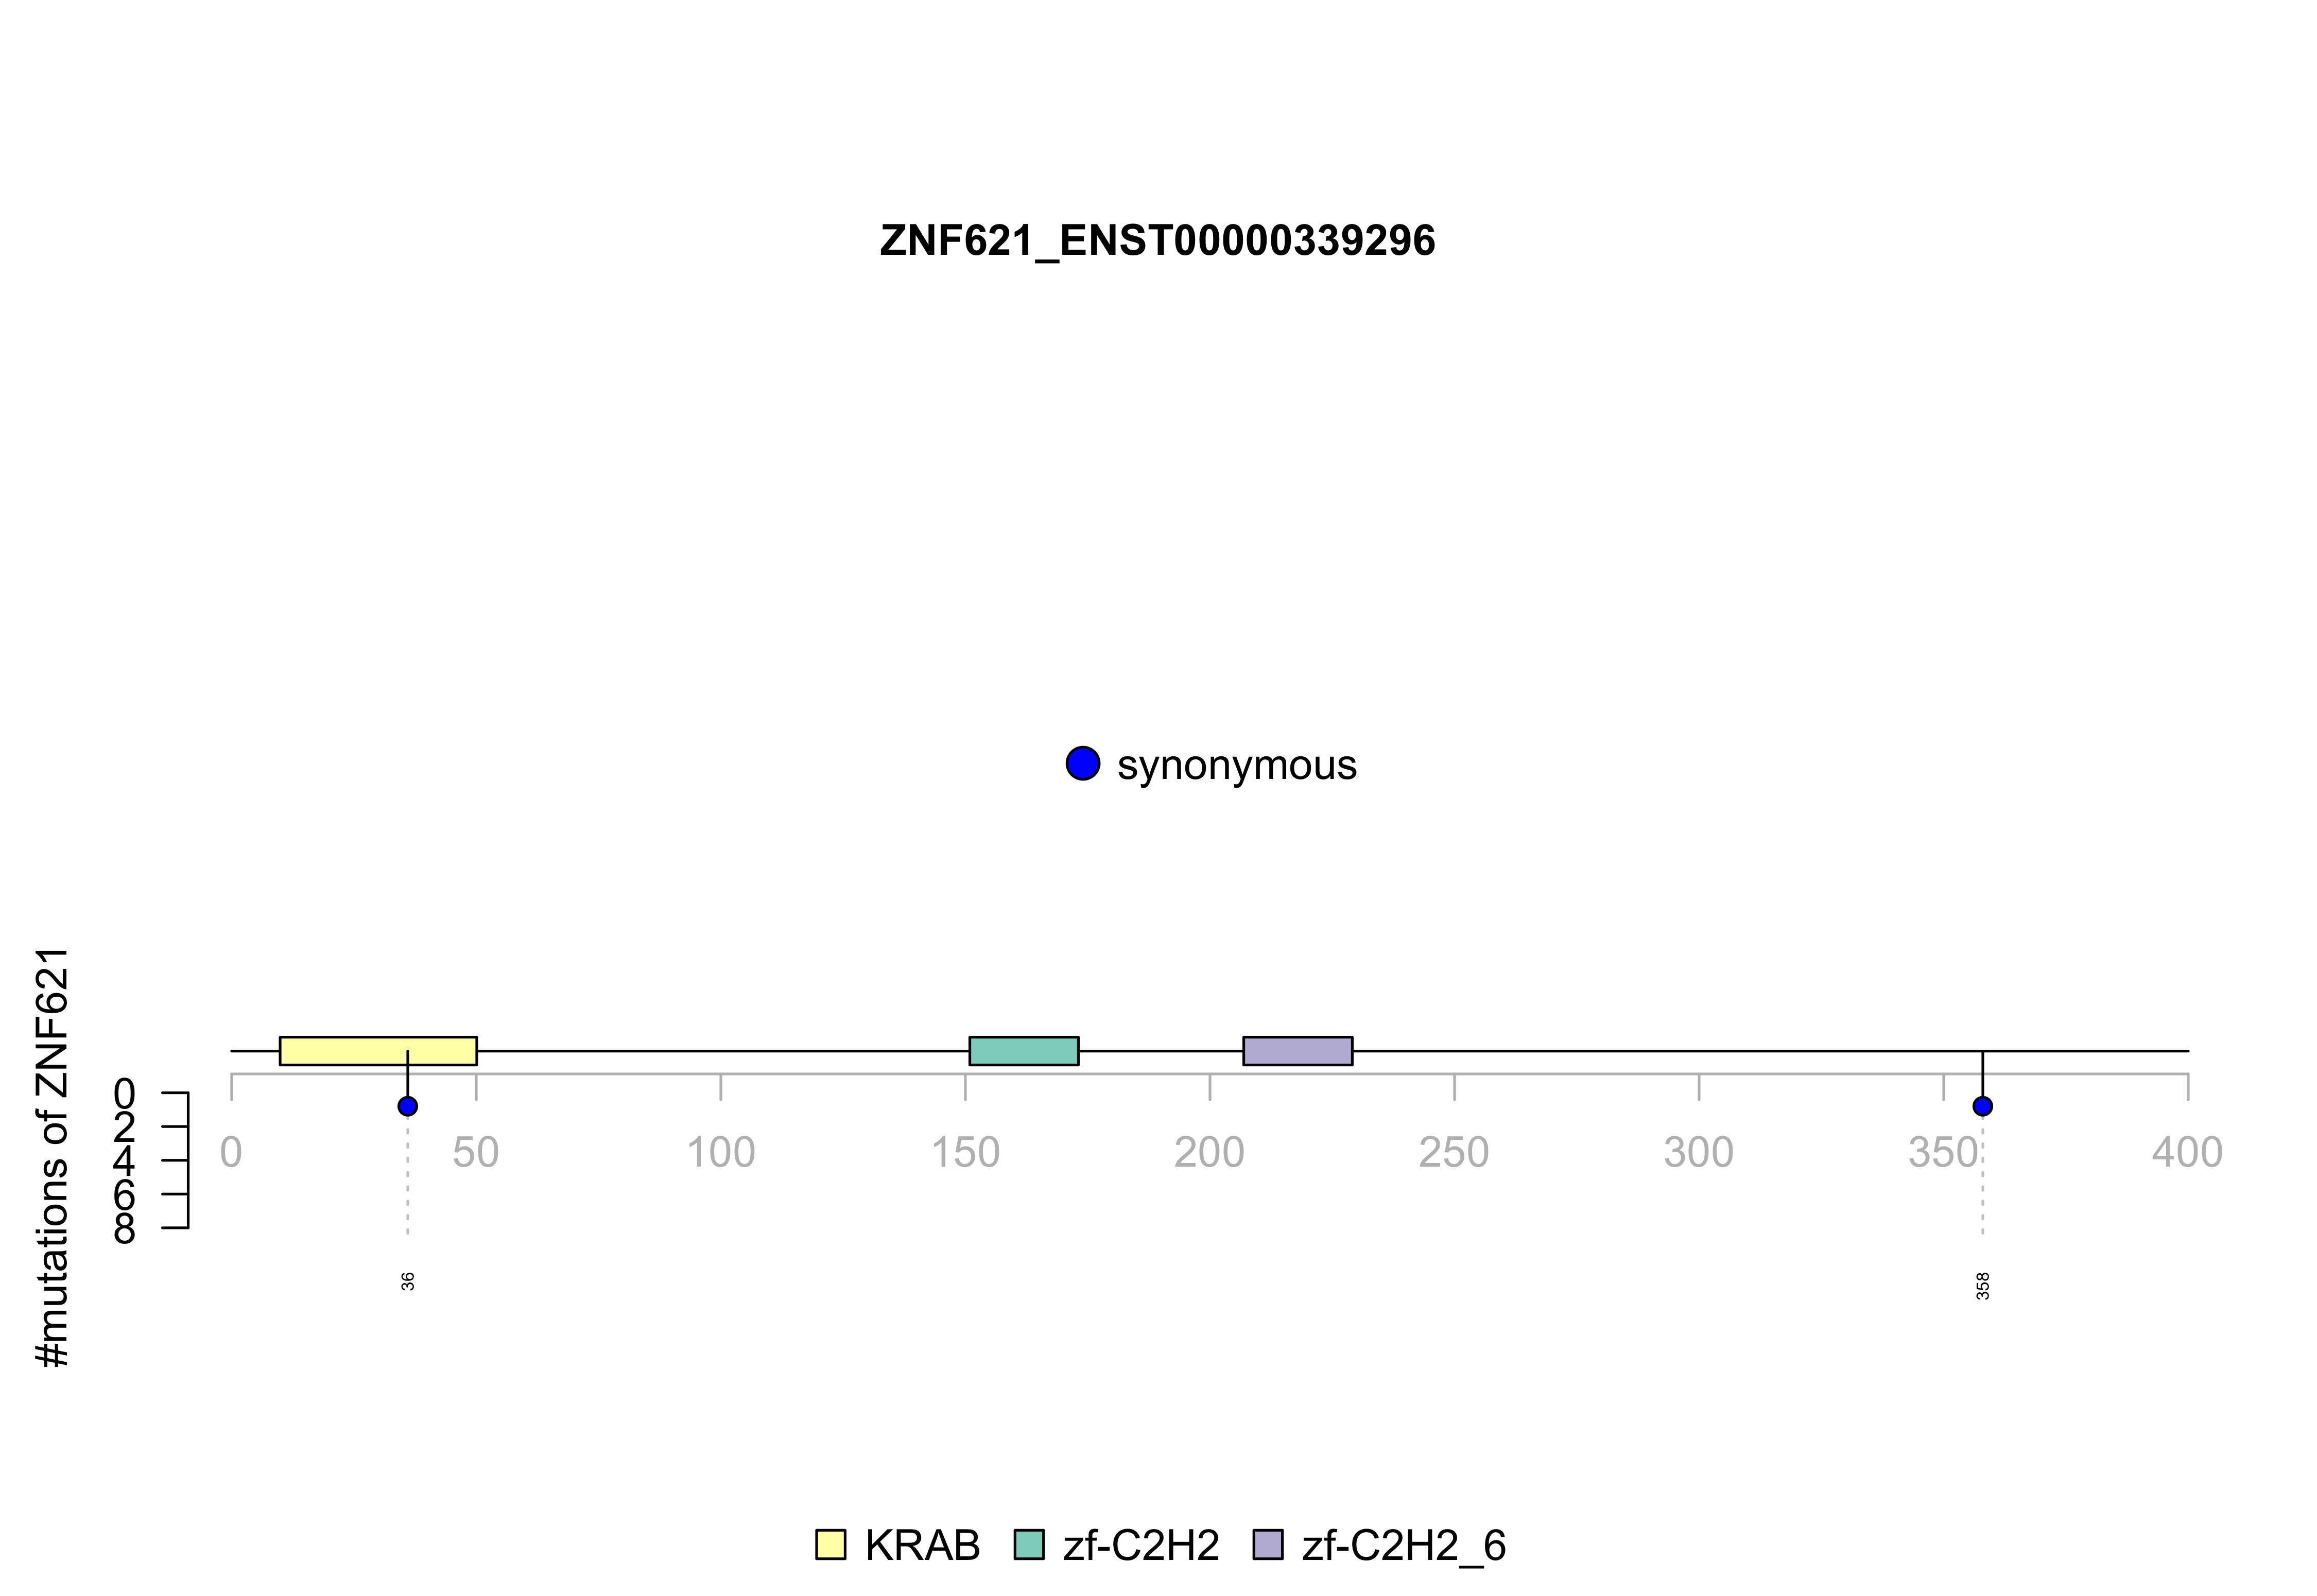 ZNF621_ENST00000339296
synonymous
#mutations of ZNF621
0
2
4
6
8
0 50 100 150 200 250 300 350 400
36 358
KRAB zf-C2H2 zf-C2H2_6